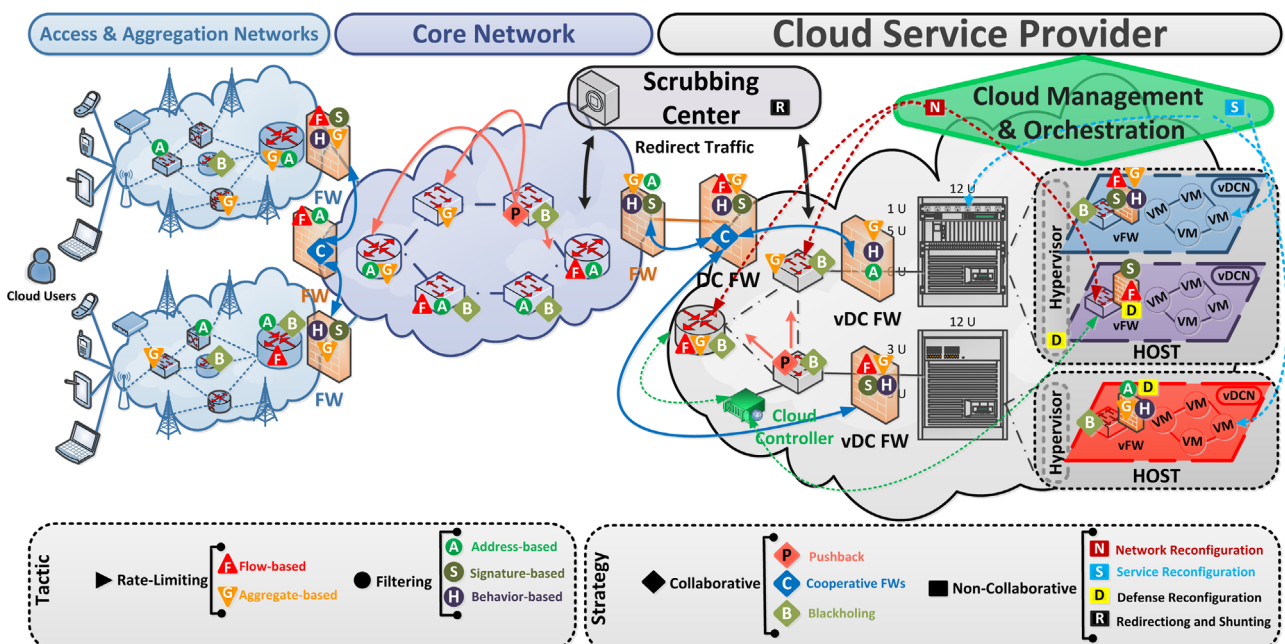 Access & Aggregation Networks
Core Network
Cloud Service Provider
Scrubbing
Center
R
Redirect Traffic
N
Cloud Management
& Orchestration
S
Cloud Users
A
B
G
G
A
F
S
H
G
FW
F
A
C
FW
G
A
B
A
B
G
F
H
S
G
FW
G
P
B
A
G
F
A
F
A
B
A
B
G
A
H
S
FW
F
G
H
S
C
DC FW
G
B
F
G
B
P
B
Cloud
Controller
G
H
A
vDC FW
F
G
S
H
vDC FW
12 U
1 U
5 U
12 U
3 U
U
Hypervisor
D
B
F
G
S
H
vFW
VM
VM
VM
VM
vDCN
S
F
D
vFW
VM
VM
VM
VM
vDCN
HOST
Hypervisor
B
A
D
G
H
vFW
VM
VM
VM
VM
vDCN
HOST
Tactic
Rate-Limiting
F Flow-based
G Aggregate-based
Filtering
A Address-based
S Signature-based
H Behavior-based
Strategy
Collaborative
P Pushback
C Cooperative FWs
B Blackholing
Non-Collaborative
N Network Reconfiguration
S Service Reconfiguration
D Defense Reconfiguration
R Redirectiong and Shunting